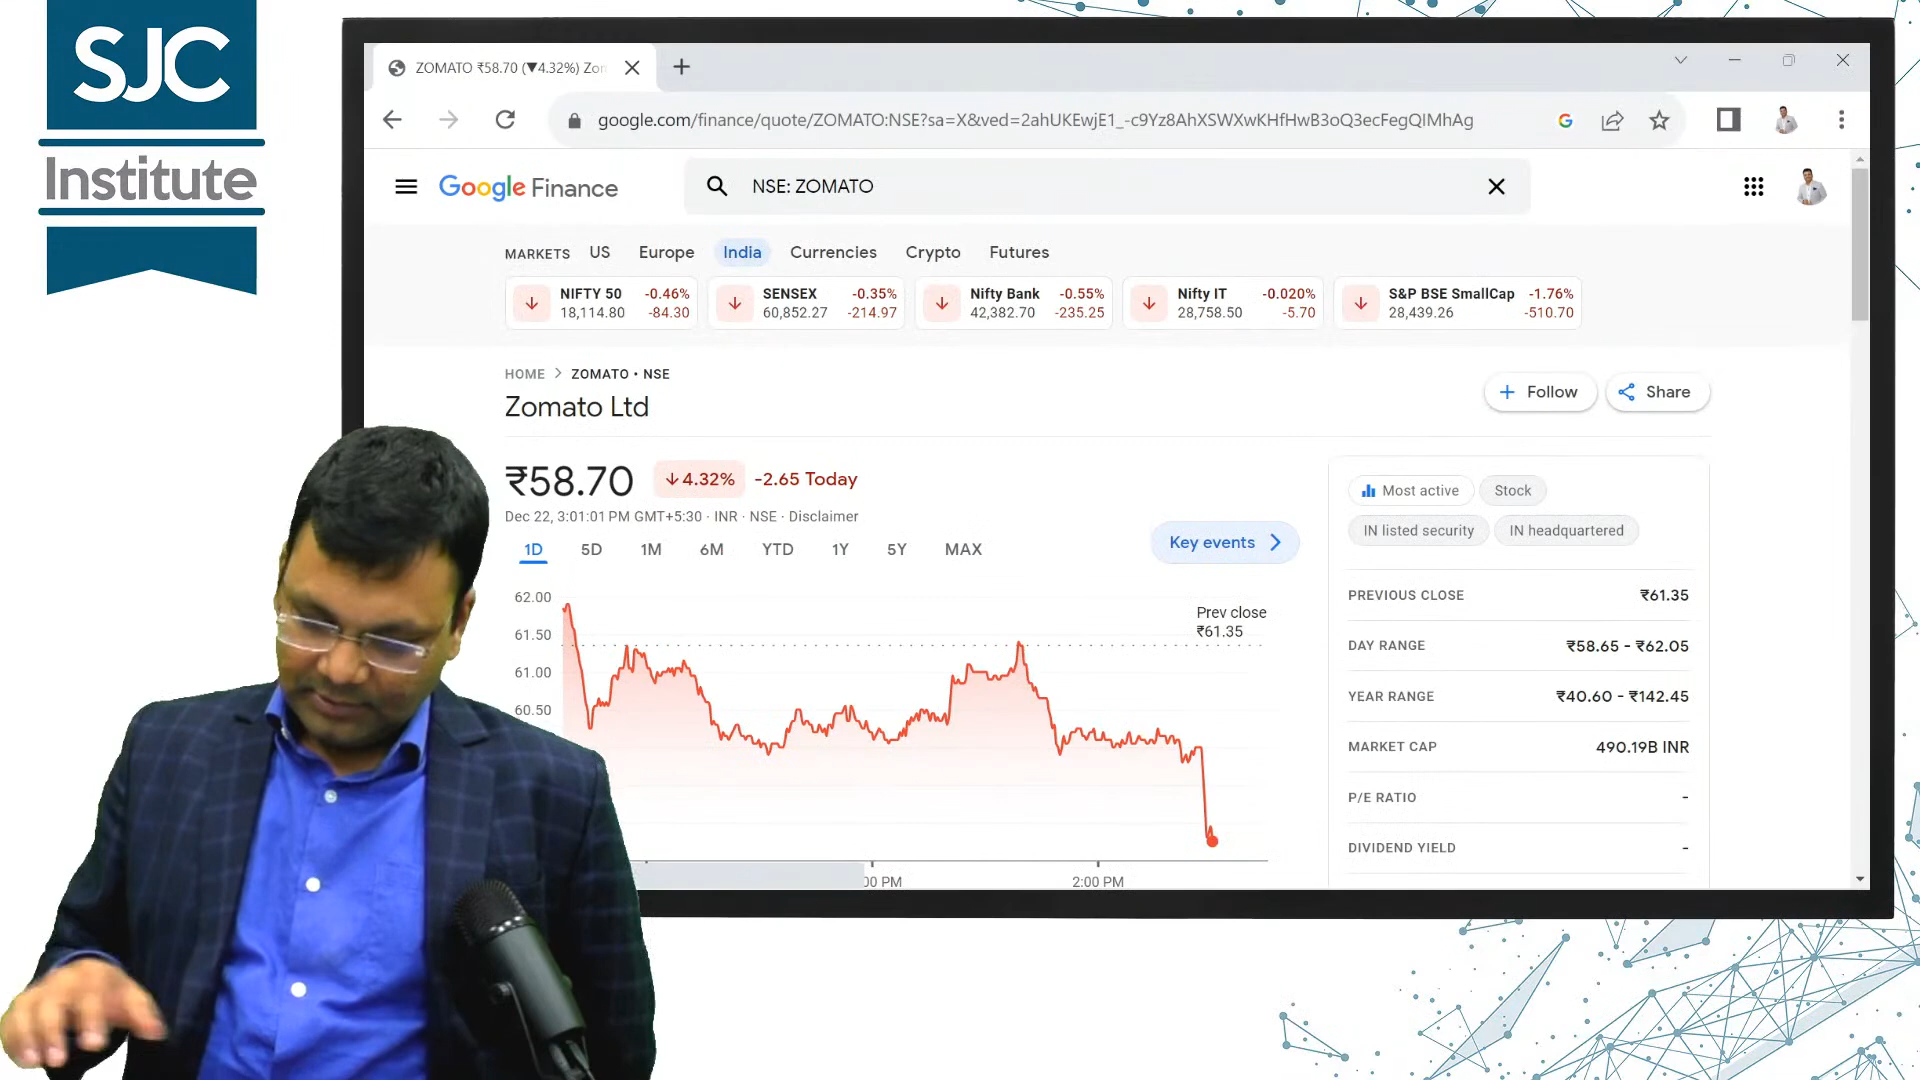 SJC
Institute
ZOMATO ₹58.70 (▼4.32%) Zo
google.com/finance/quote/ZOMATO:NSE?sa=X&ved=2ahUKEwjE1_-c9Yz8AhXSWXwKHfHwB3oQ3ecFegQIMhAg
Google Finance
NSE: ZOMATO
MARKETS US Europe India Currencies Crypto Futures
NIFTY 50 -0.46% SENSEX -0.35% Nifty Bank -0.55% Nifty IT -0.020% S&P BSE SmallCap -1.76%
18,114.80 -84.30 60,852.27 -214.97 42,382.70 -235.25 28,758.50 -5.70 28,439.26 -510.70
HOME > ZOMATO • NSE
Zomato Ltd
+ Follow Share
₹58.70 ↓4.32% -2.65 Today
Dec 22, 3:01:01 PM GMT+5:30 · INR · NSE · Disclaimer
1D 5D 1M 6M YTD 1Y 5Y MAX
Key events
62.00
61.50
61.00
60.50
Prev close
₹61.35
:00 PM 2:00 PM
Most active Stock
IN listed security IN headquartered
PREVIOUS CLOSE ₹61.35
DAY RANGE ₹58.65 - ₹62.05
YEAR RANGE ₹40.60 - ₹142.45
MARKET CAP 490.19B INR
P/E RATIO -
DIVIDEND YIELD -